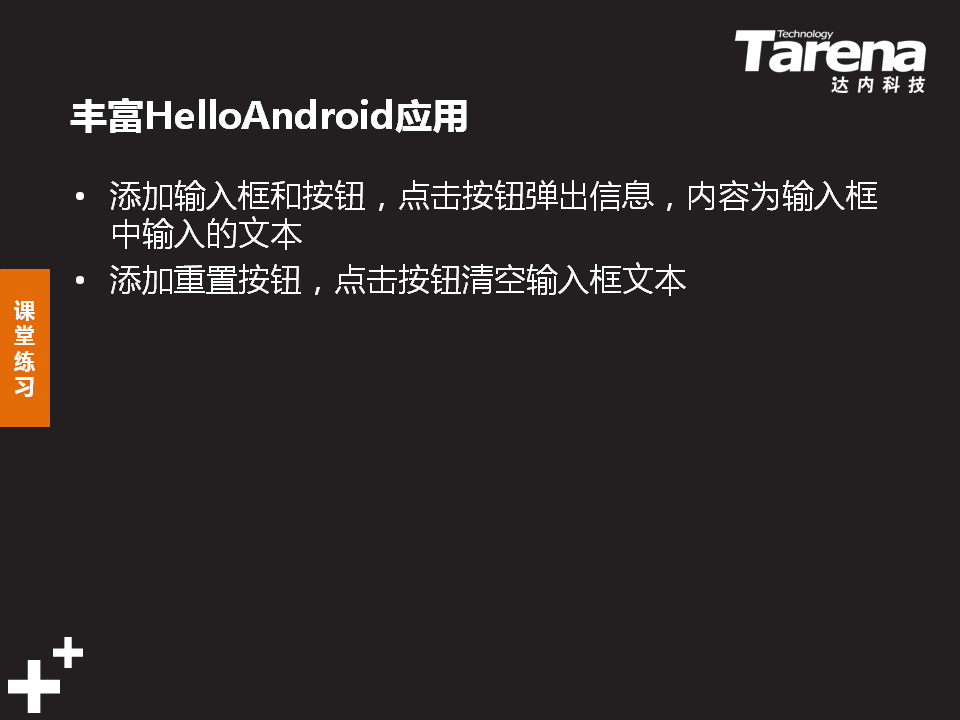 Technology
Tarena
达内科技
丰富HelloAndroid应用
• 添加输入框和按钮，点击按钮弹出信息，内容为输入框
中输入的文本
• 添加重置按钮，点击按钮清空输入框文本
课
堂
练
习